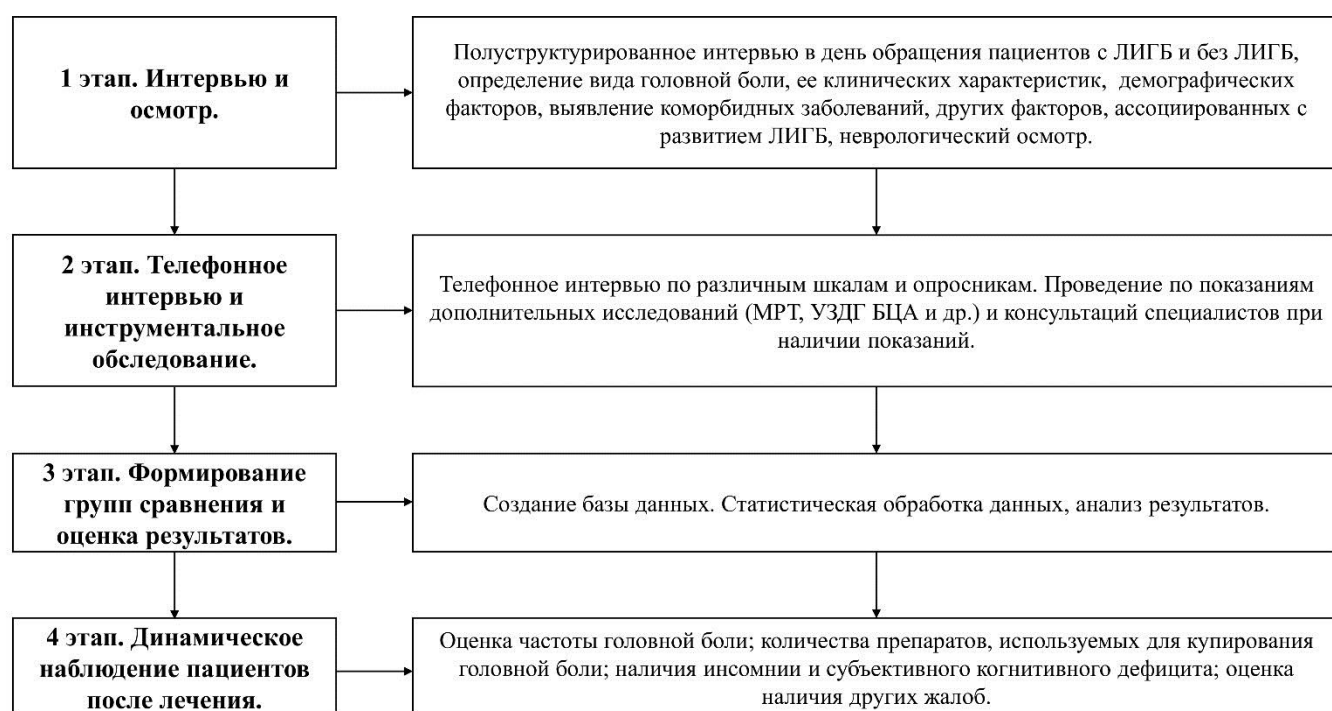 1 этап. Интервью и
осмотр.
Полуструктурированное интервью в день обращения пациентов с ЛИГБ и без ЛИГБ,
определение вида головной боли, ее клинических характеристик, демографических
факторов, выявление коморбидных заболеваний, других факторов, ассоциированных с
развитием ЛИГБ, неврологический осмотр.
2 этап. Телефонное
интервью и
инструментальное
обследование.
Телефонное интервью по различным шкалам и опросникам. Проведение по показаниям
дополнительных исследований (МРТ, УЗДГ БЦА и др.) и консультаций специалистов при
наличии показаний.
3 этап. Формирование
групп сравнения и
оценка результатов.
Создание базы данных. Статистическая обработка данных, анализ результатов.
4 этап. Динамическое
наблюдение пациентов
после лечения.
Оценка частоты головной боли; количества препаратов, используемых для купирования
головной боли; наличия инсомнии и субъективного когнитивного дефицита; оценка
наличия других жалоб.